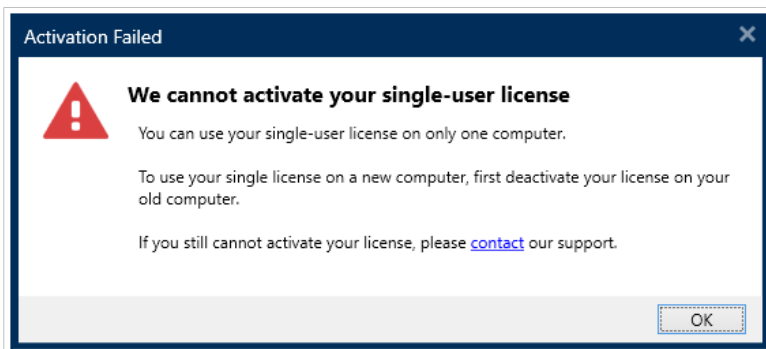 Activation Failed
We cannot activate your single-user license
You can use your single-user license on only one computer.
To use your single license on a new computer, first deactivate your license on your
old computer.
If you still cannot activate your license, please contact our support.
OK